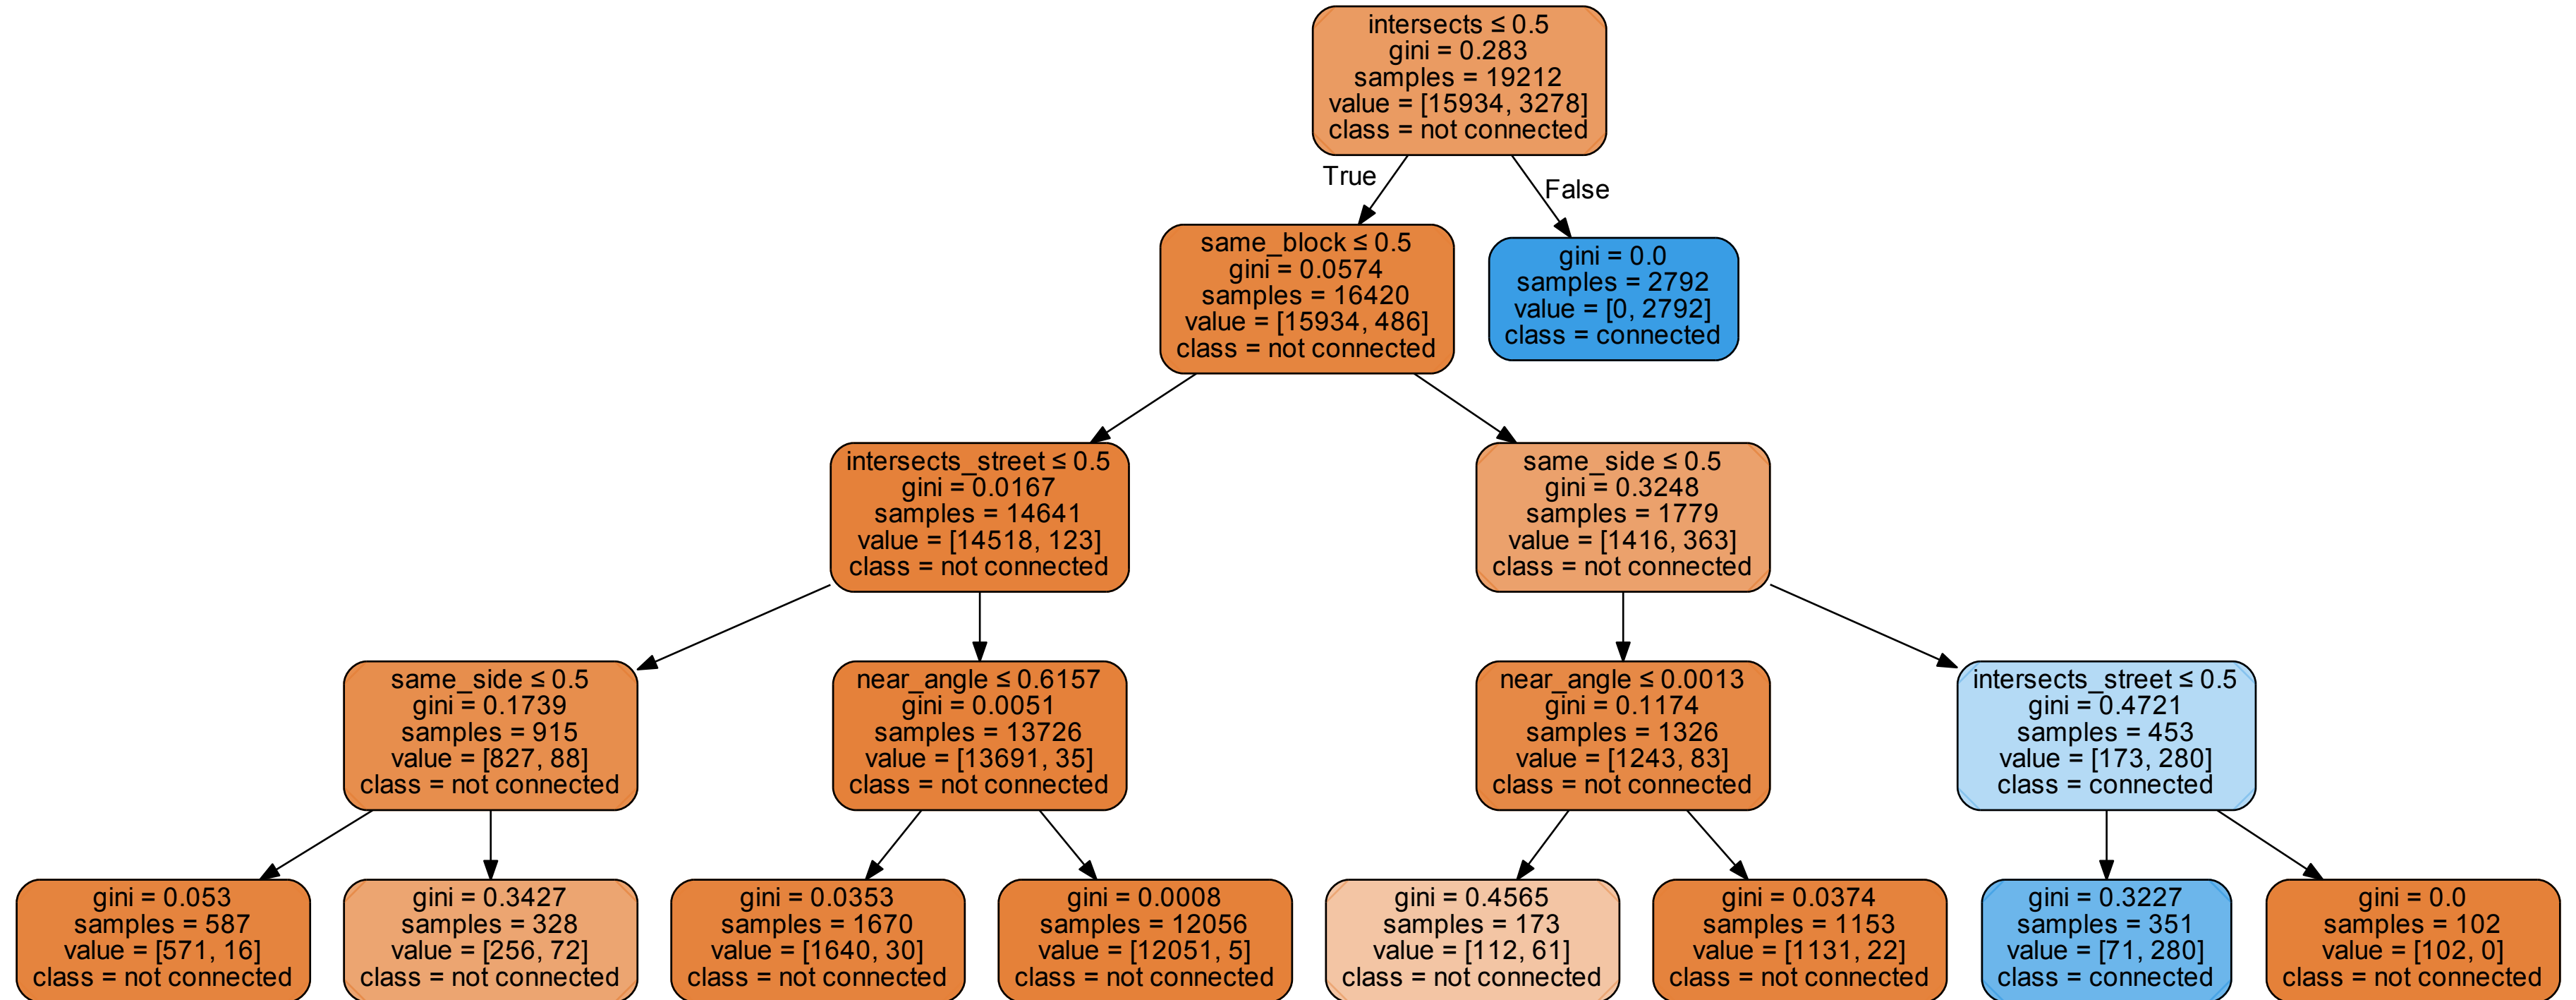 intersects ≤ 0.5
gini = 0.283
samples = 19212
value = [15934, 3278]
class = not connected
True
False
same_block ≤ 0.5
gini = 0.0574
samples = 16420
value = [15934, 486]
class = not connected
gini = 0.0
samples = 2792
value = [0, 2792]
class = connected
intersects_street ≤ 0.5
gini = 0.0167
samples = 14641
value = [14518, 123]
class = not connected
same_side ≤ 0.5
gini = 0.3248
samples = 1779
value = [1416, 363]
class = not connected
same_side ≤ 0.5
gini = 0.1739
samples = 915
value = [827, 88]
class = not connected
near_angle ≤ 0.6157
gini = 0.0051
samples = 13726
value = [13691, 35]
class = not connected
near_angle ≤ 0.0013
gini = 0.1174
samples = 1326
value = [1243, 83]
class = not connected
intersects_street ≤ 0.5
gini = 0.4721
samples = 453
value = [173, 280]
class = connected
gini = 0.053
samples = 587
value = [571, 16]
class = not connected
gini = 0.3427
samples = 328
value = [256, 72]
class = not connected
gini = 0.0353
samples = 1670
value = [1640, 30]
class = not connected
gini = 0.0008
samples = 12056
value = [12051, 5]
class = not connected
gini = 0.4565
samples = 173
value = [112, 61]
class = not connected
gini = 0.0374
samples = 1153
value = [1131, 22]
class = not connected
gini = 0.3227
samples = 351
value = [71, 280]
class = connected
gini = 0.0
samples = 102
value = [102, 0]
class = not connected